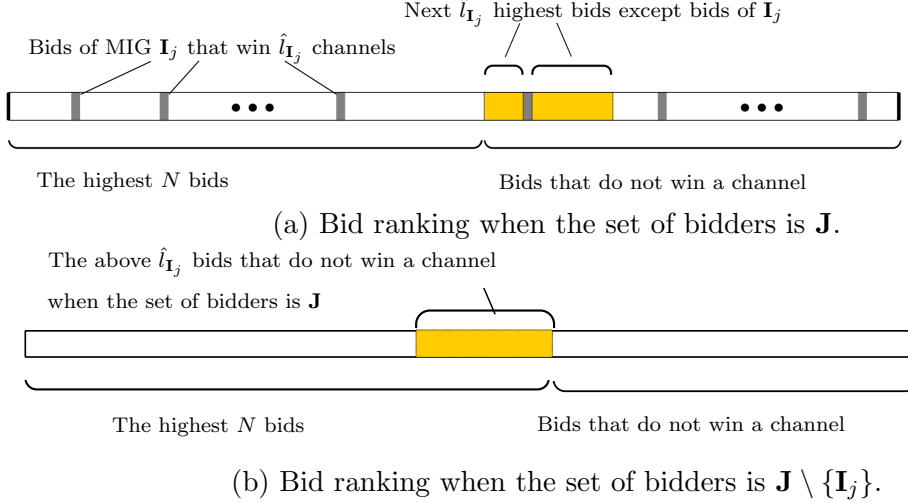 Next $\hat{l}_{\mathbf{I}_j}$ highest bids except bids of $\mathbf{I}_j$
Bids of MIG $\mathbf{I}_j$ that win $\hat{l}_{\mathbf{I}_j}$ channels
The highest $N$ bids
Bids that do not win a channel
(a) Bid ranking when the set of bidders is $\mathbf{J}$.
The above $\hat{l}_{\mathbf{I}_j}$ bids that do not win a channel
when the set of bidders is $\mathbf{J}$
The highest $N$ bids
Bids that do not win a channel
(b) Bid ranking when the set of bidders is $\mathbf{J} \setminus \{\mathbf{I}_j\}$.